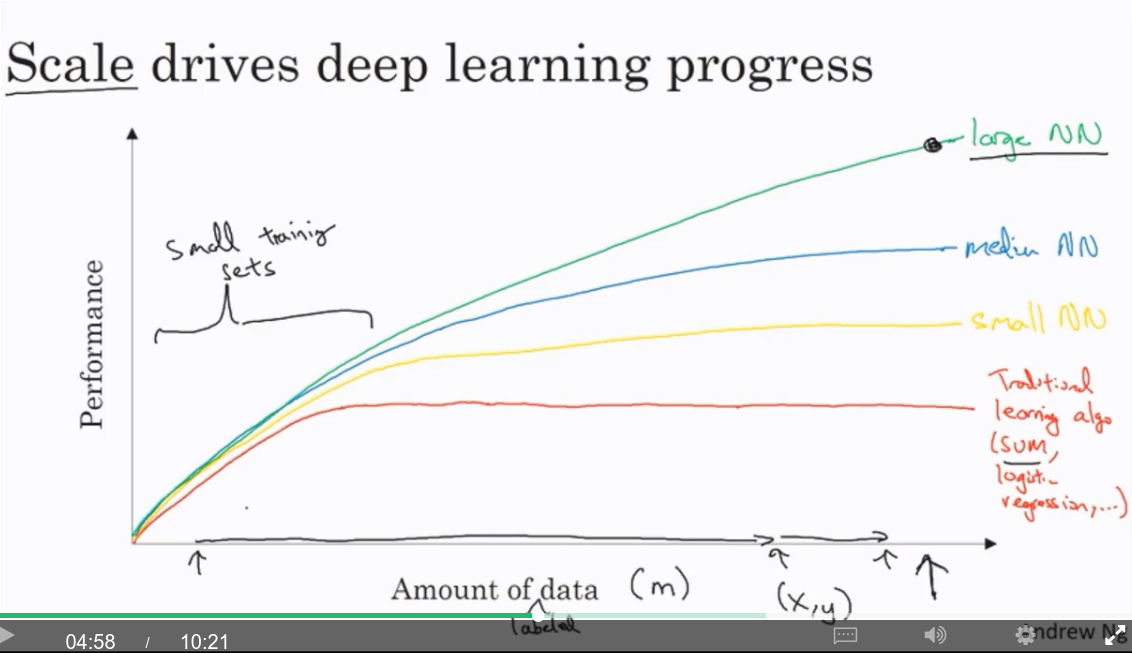 Scale drives deep learning progress
large NN
small training
sets
medium NN
Performance
small NN
Traditional
learning algo
(SVM,
logistic
regression,...)
Amount of data (m)
(x,y)
labeled
04:58 / 10:21
Andrew Ng